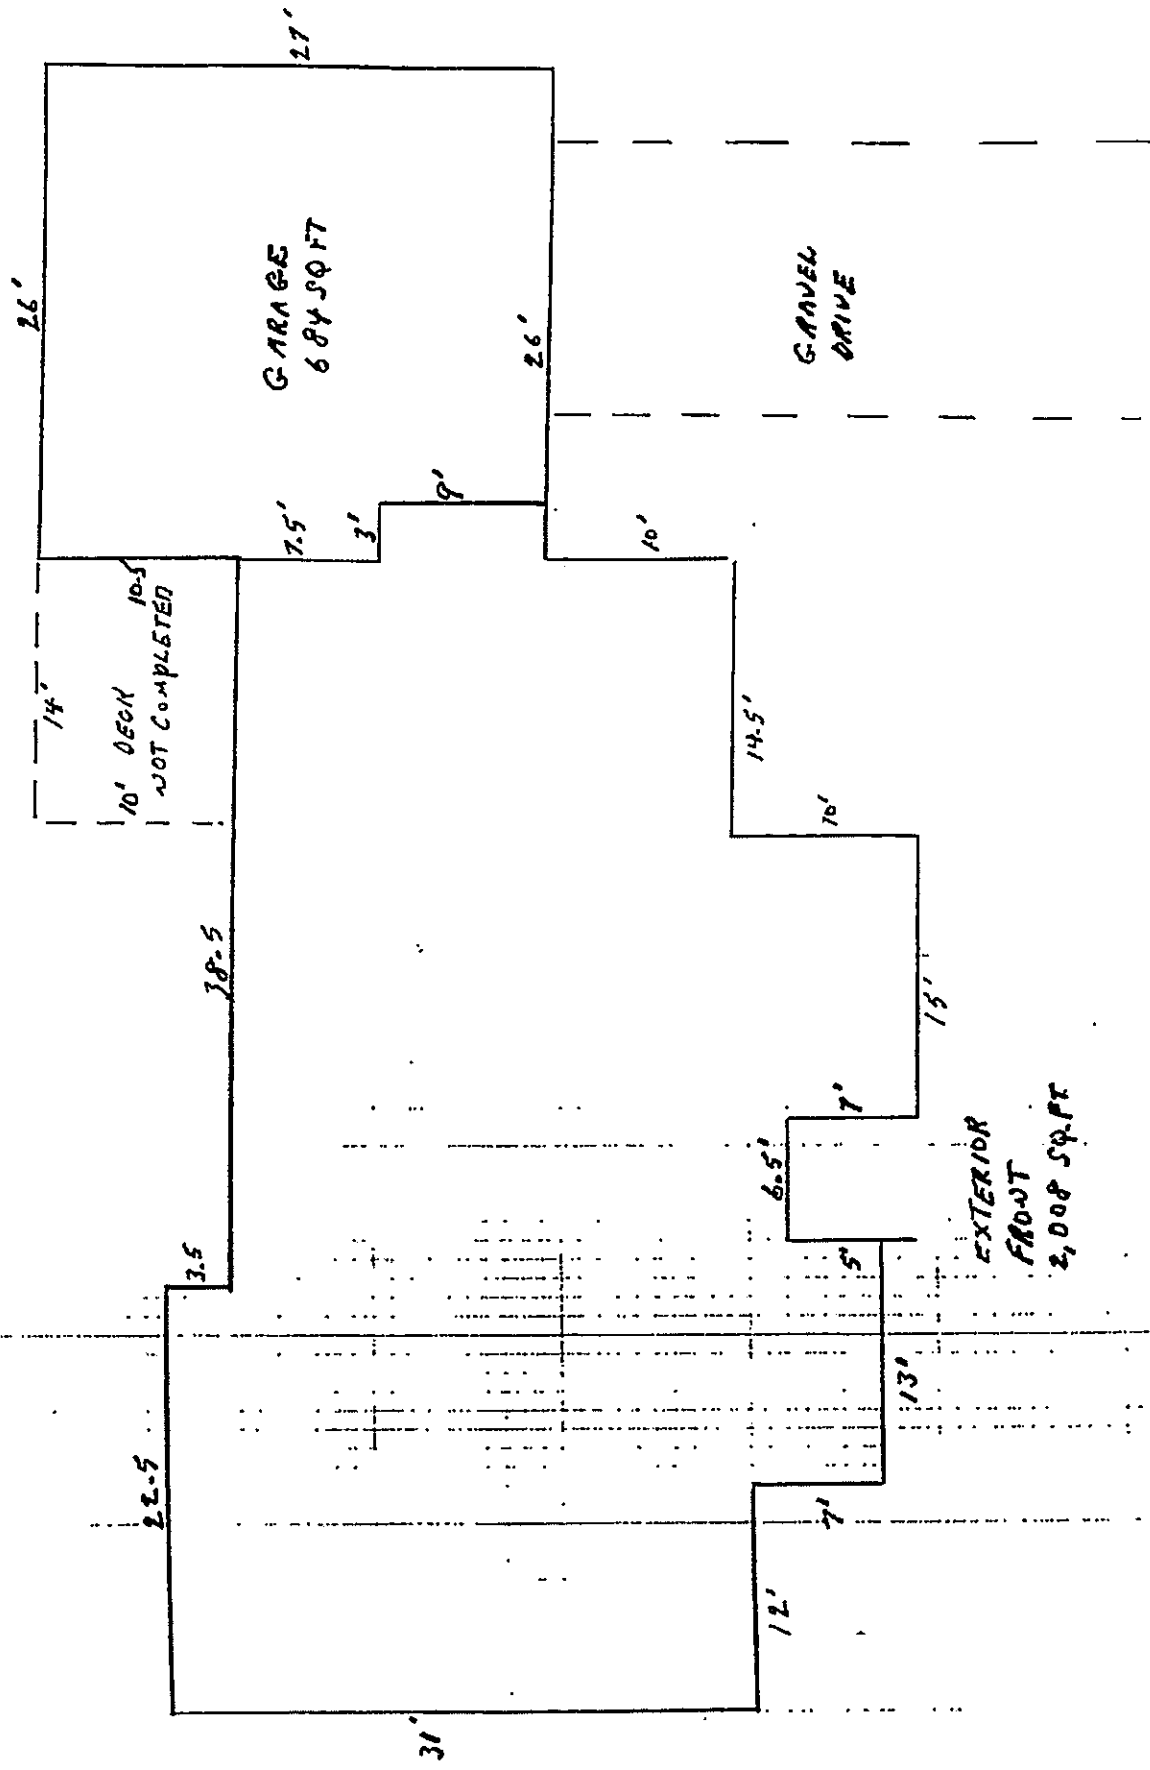 26'
27'
GARAGE
684 SQ FT
26'
7.5'
3'
9'
10'
GRAVEL
DRIVE
14'
10.5
10' DECK
NOT COMPLETED
38.5
14.5'
10'
15'
7'
6.5'
5'
3.5
22.5
13'
7'
12'
31'
EXTERIOR
FRONT
2,008 SQ.FT